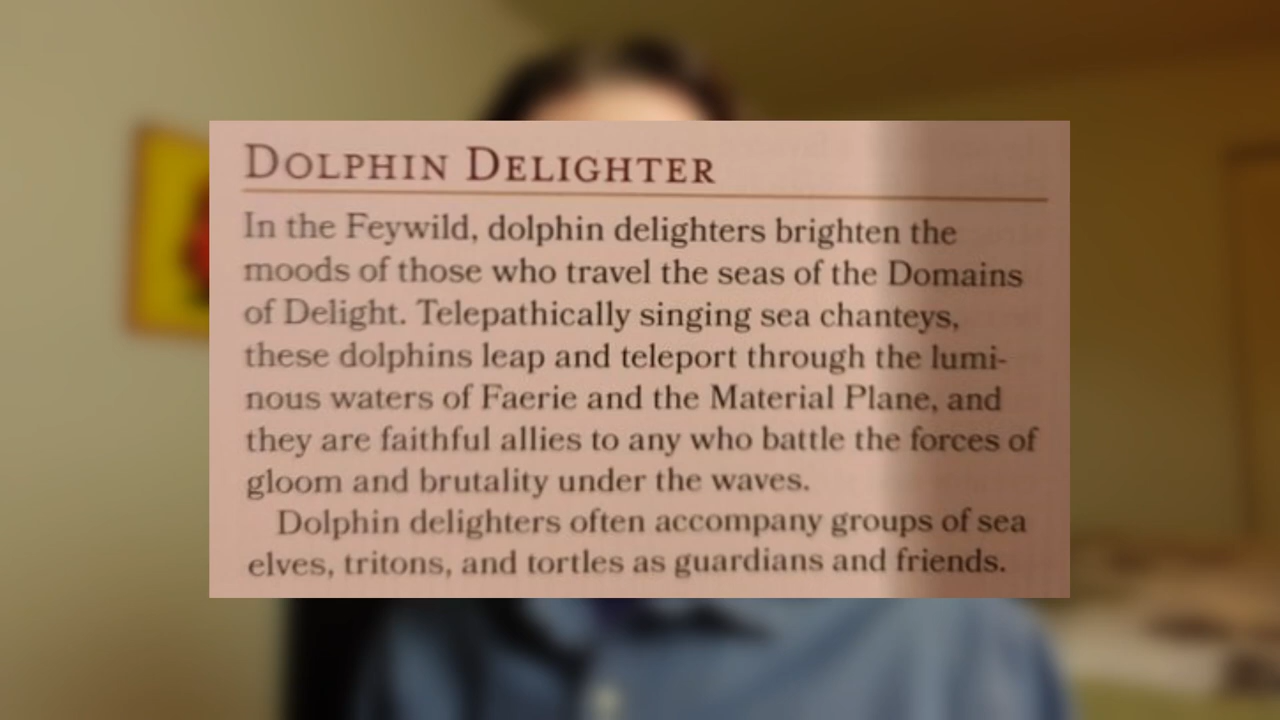 DOLPHIN DELIGHTER
In the Feywild, dolphin delighters brighten the
moods of those who travel the seas of the Domains
of Delight. Telepathically singing sea chanteys,
these dolphins leap and teleport through the lumi-
nous waters of Faerie and the Material Plane, and
they are faithful allies to any who battle the forces of
gloom and brutality under the waves.
Dolphin delighters often accompany groups of sea
elves, tritons, and tortles as guardians and friends.